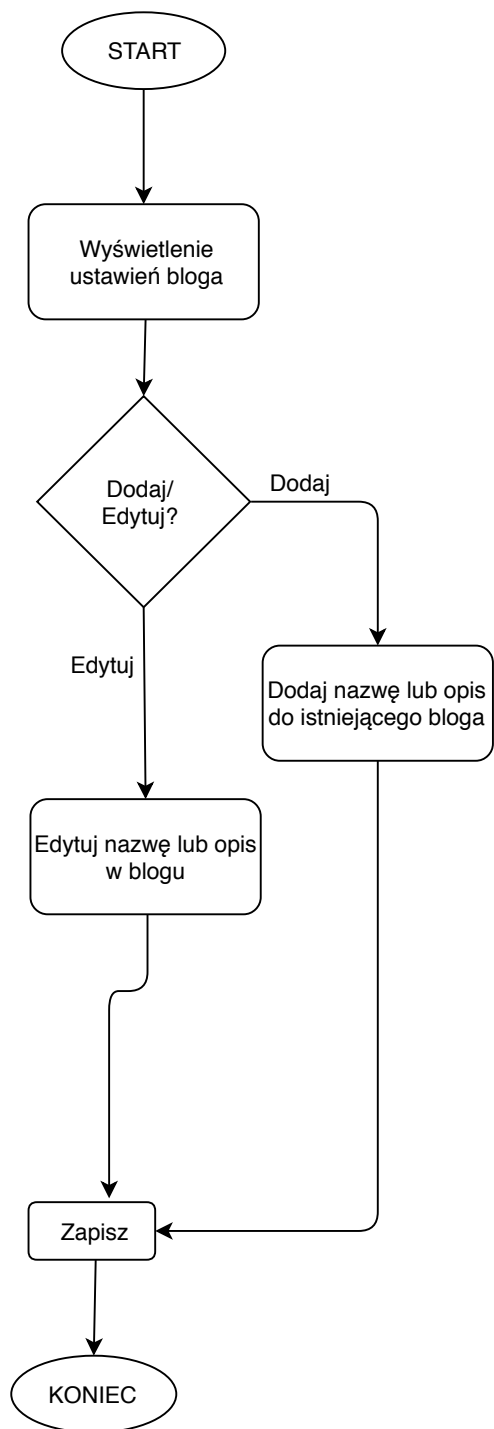 START
Wyświetlenie
ustawień bloga
Dodaj/
Edytuj?
Dodaj
Edytuj
Dodaj nazwę lub opis
do istniejącego bloga
Edytuj nazwę lub opis
w blogu
Zapisz
KONIEC